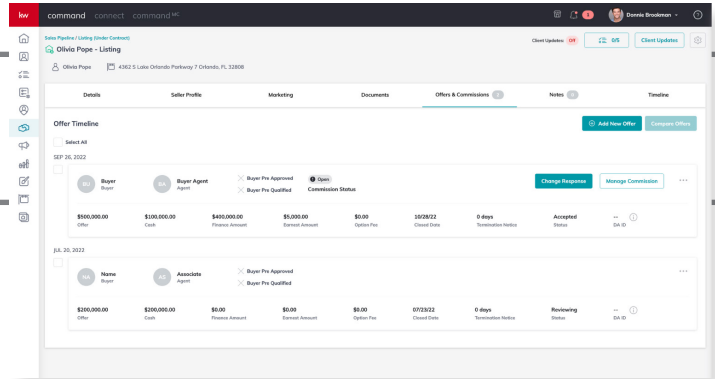 kw command connect command MC 1 Donnie Brookman ?
Sales Pipeline / Listing (Under Contract)
Olivia Pope - Listing
Client Updates: Off 0/5 Client Updates
Olivia Pope 4362 S Lake Orlando Parkway 7 Orlando, FL 32808
Details Seller Profile Marketing Documents Offers & Commissions Notes Timeline
Offer Timeline
Add New Offer Compare Offers
Select All
SEP 26, 2022
BU Buyer BA Buyer Agent Buyer Pre Approved Open Change Response Manage Commission ...
Buyer Agent Buyer Pre Qualified Commission Status
$500,000.00 $100,000.00 $400,000.00 $5,000.00 $0.00 10/28/22 0 days Accepted --
Offer Cash Finance Amount Earnest Amount Option Fee Closed Date Termination Notice Status DA ID
JUL 20, 2022
NA Name AS Associate Buyer Pre Approved ...
Buyer Agent Buyer Pre Qualified
$200,000.00 $200,000.00 $0.00 $0.00 $0.00 07/23/22 0 days Reviewing --
Offer Cash Finance Amount Earnest Amount Option Fee Closed Date Termination Notice Status DA ID